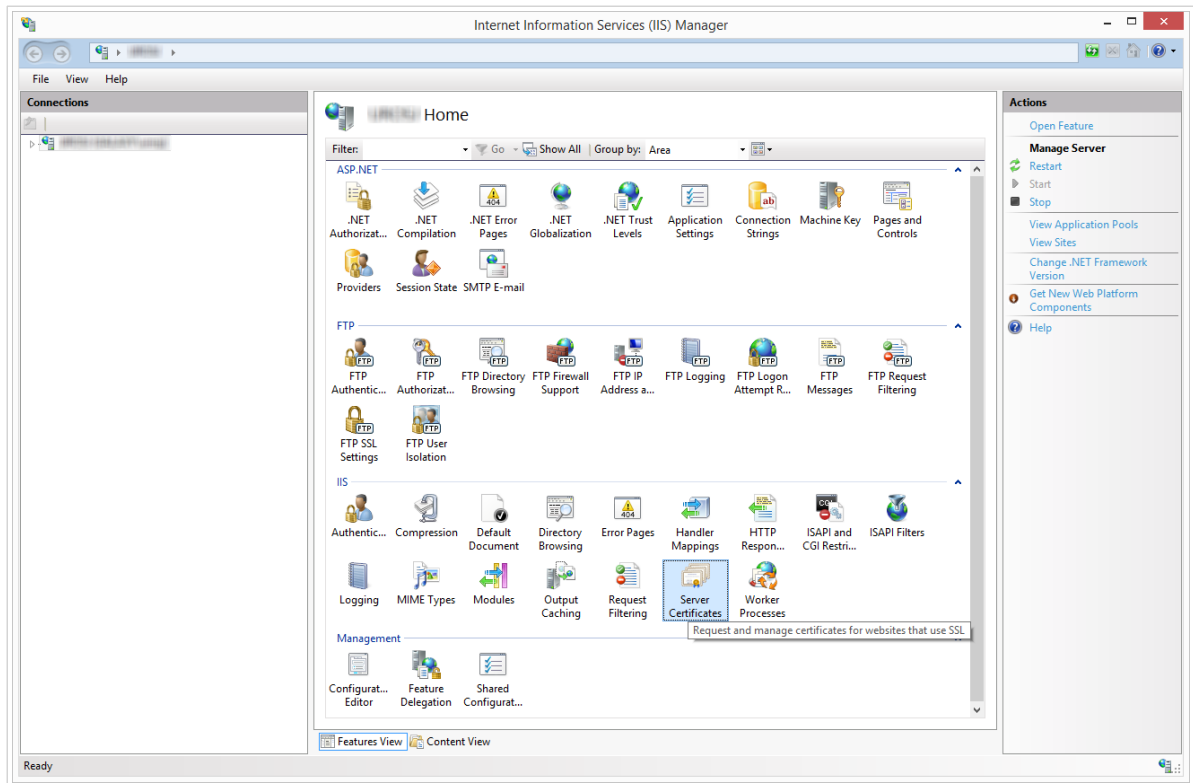 Internet Information Services (IIS) Manager
File View Help
Connections
Home
Filter: Go Show All Group by: Area
ASP.NET
.NET Authorizat...
.NET Compilation
.NET Error Pages
.NET Globalization
.NET Trust Levels
Application Settings
Connection Strings
Machine Key
Pages and Controls
Providers
Session State
SMTP E-mail
FTP
FTP Authentic...
FTP Authorizat...
FTP Directory Browsing
FTP Firewall Support
FTP IP Address a...
FTP Logging
FTP Logon Attempt R...
FTP Messages
FTP Request Filtering
FTP SSL Settings
FTP User Isolation
IIS
Authentic...
Compression
Default Document
Directory Browsing
Error Pages
Handler Mappings
HTTP Respon...
ISAPI and CGI Restri...
ISAPI Filters
Logging
MIME Types
Modules
Output Caching
Request Filtering
Server Certificates
Worker Processes
Request and manage certificates for websites that use SSL
Management
Configurat... Editor
Feature Delegation
Shared Configurat...
Features View
Content View
Actions
Open Feature
Manage Server
Restart
Start
Stop
View Application Pools
View Sites
Change .NET Framework
Version
Get New Web Platform
Components
Help
Ready